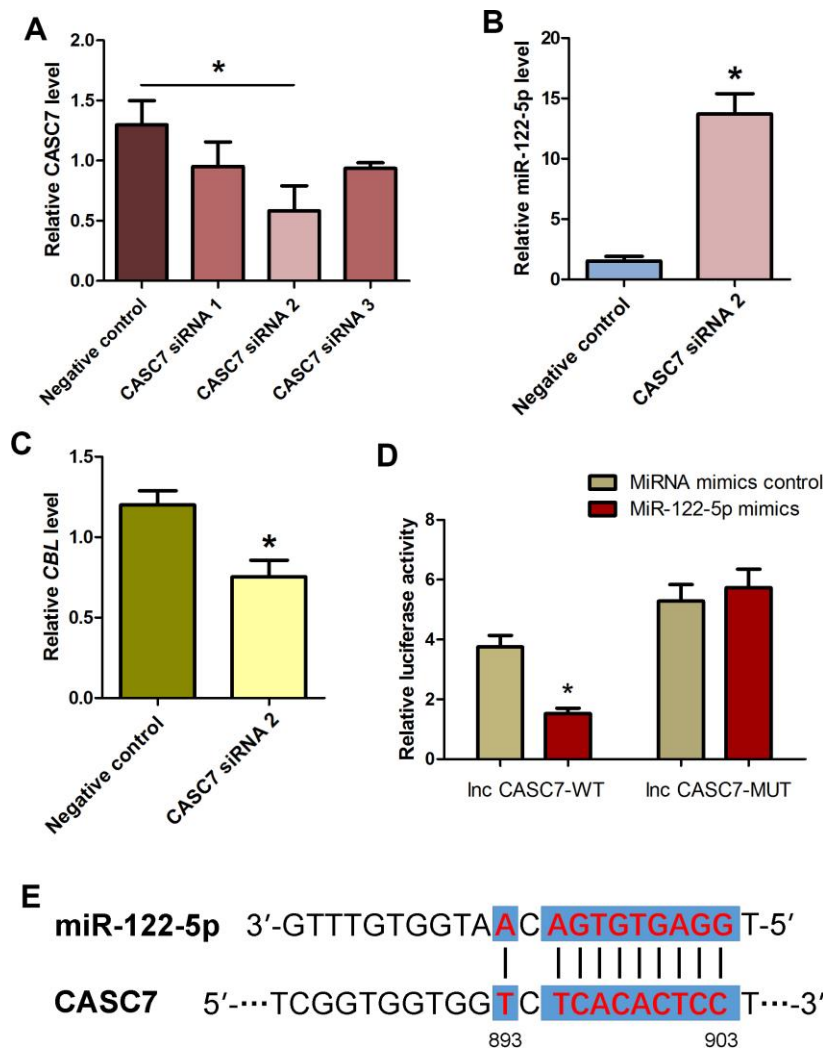 A
Relative CASC7 level
2.0
1.5
1.0
0.5
0.0
*
Negative control
CASC7 siRNA 1
CASC7 siRNA 2
CASC7 siRNA 3
B
Relative miR-122-5p level
20
15
10
5
0
*
Negative control
CASC7 siRNA 2
C
Relative CBL level
1.5
1.0
0.5
0.0
*
Negative control
CASC7 siRNA 2
D
MiRNA mimics control
MiR-122-5p mimics
Relative luciferase activity
8
6
4
2
0
*
lnc CASC7-WT
lnc CASC7-MUT
E
miR-122-5p 3′-GTTTGTGGTAACAGTGTGAGGT-5′
CASC7 5′-···TCGGTGGTGGTCTCACACTCCT···-3′
893 903